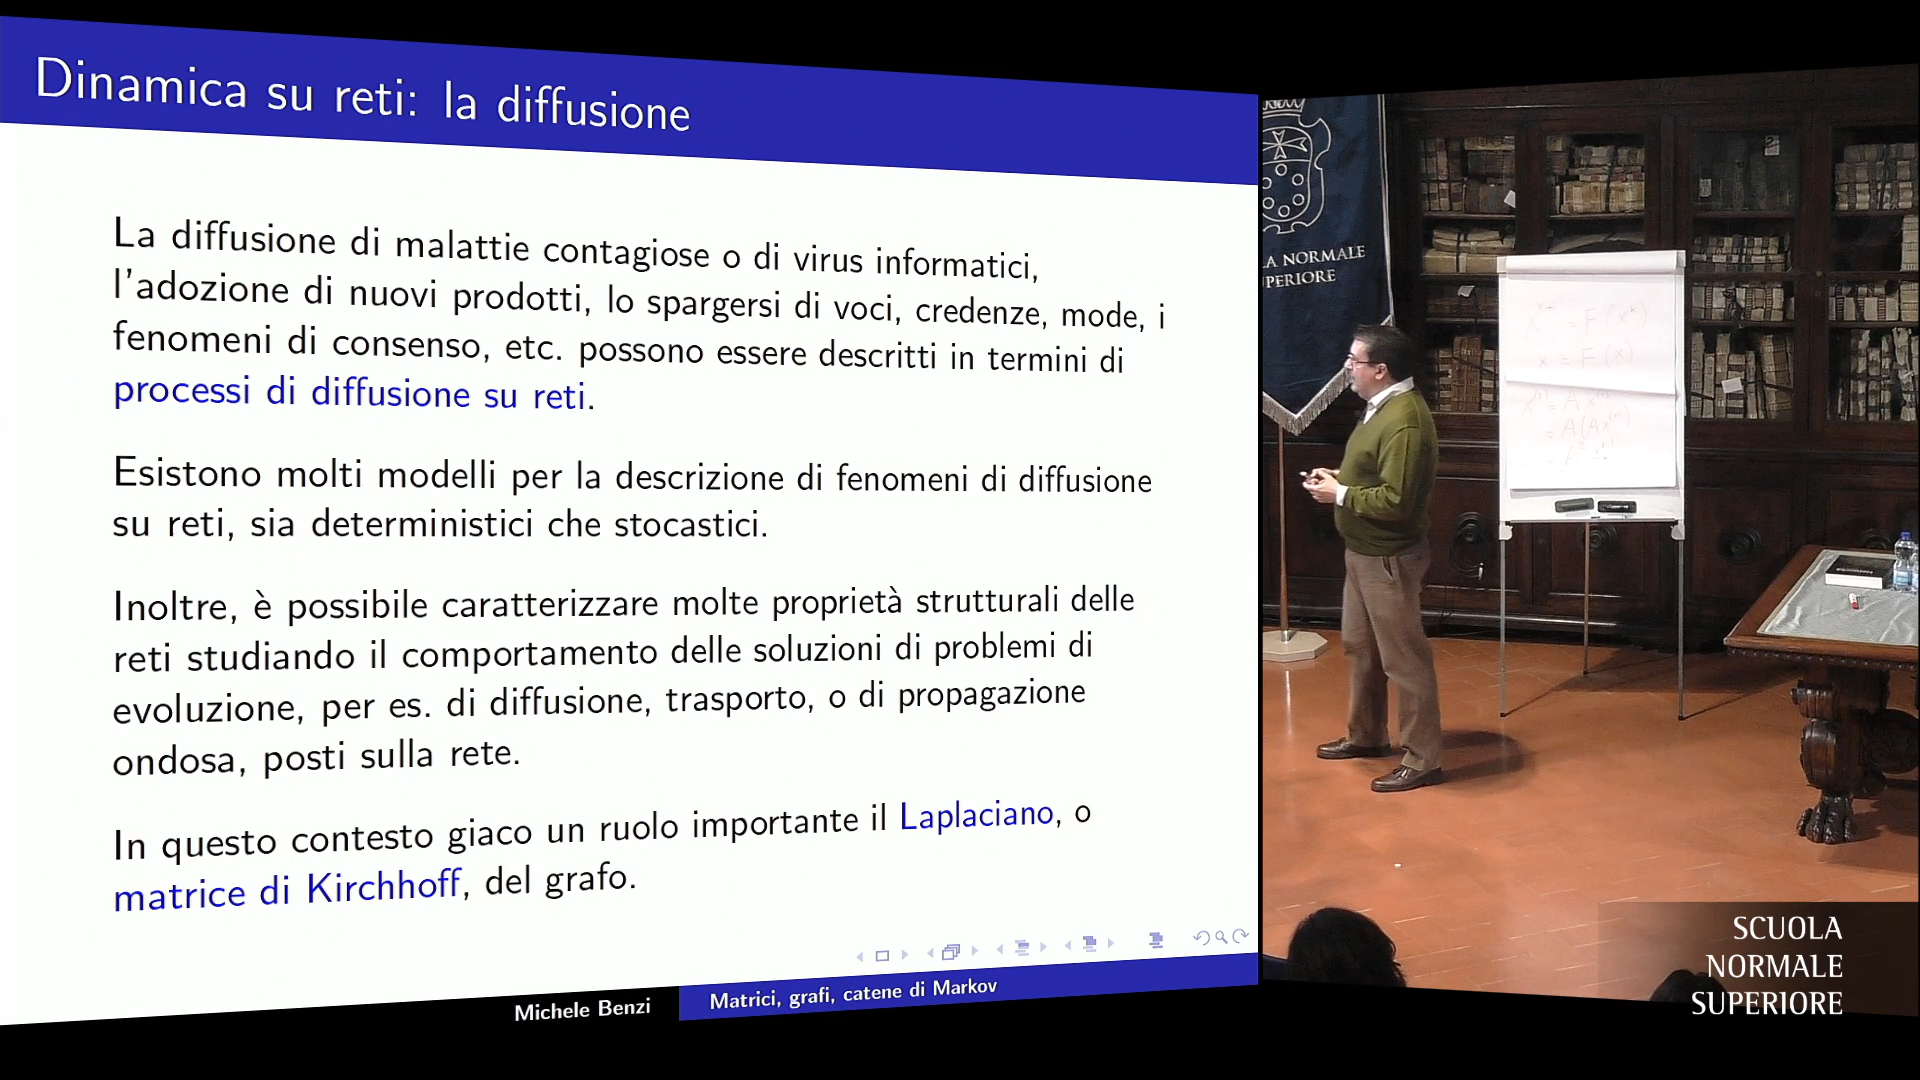 Dinamica su reti: la diffusione
La diffusione di malattie contagiose o di virus informatici,
l'adozione di nuovi prodotti, lo spargersi di voci, credenze, mode, i
fenomeni di consenso, etc. possono essere descritti in termini di
processi di diffusione su reti.
Esistono molti modelli per la descrizione di fenomeni di diffusione
su reti, sia deterministici che stocastici.
Inoltre, è possibile caratterizzare molte proprietà strutturali delle
reti studiando il comportamento delle soluzioni di problemi di
evoluzione, per es. di diffusione, trasporto, o di propagazione
ondosa, posti sulla rete.
In questo contesto giaco un ruolo importante il Laplaciano, o
matrice di Kirchhoff, del grafo.
Michele Benzi
Matrici, grafi, catene di Markov
A NORMALE
PERIORE
x = F(x)
SCUOLA
NORMALE
SUPERIORE